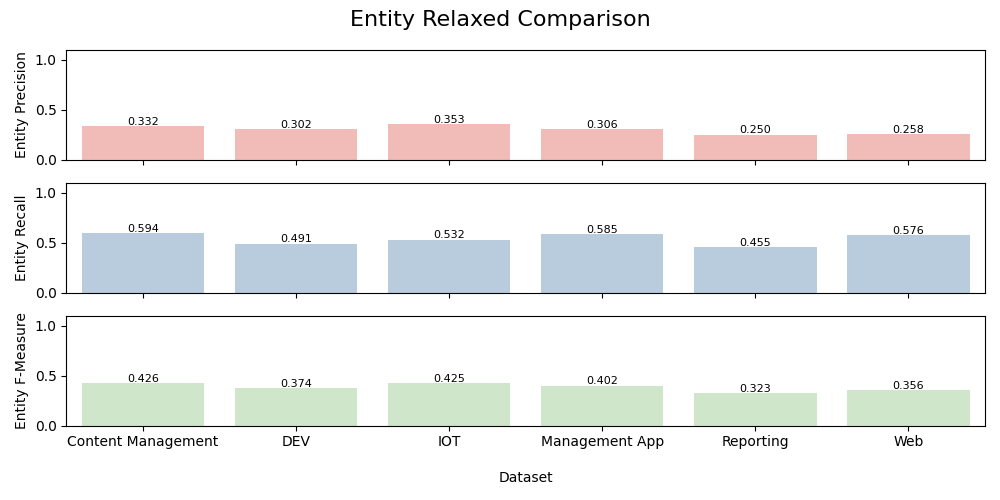 Entity Relaxed Comparison
Entity Precision
1.0
0.5
0.0
0.332
0.302
0.353
0.306
0.250
0.258
Entity Recall
1.0
0.5
0.0
0.594
0.491
0.532
0.585
0.455
0.576
Entity F-Measure
1.0
0.5
0.0
0.426
0.374
0.425
0.402
0.323
0.356
Content Management
DEV
IOT
Management App
Reporting
Web
Dataset